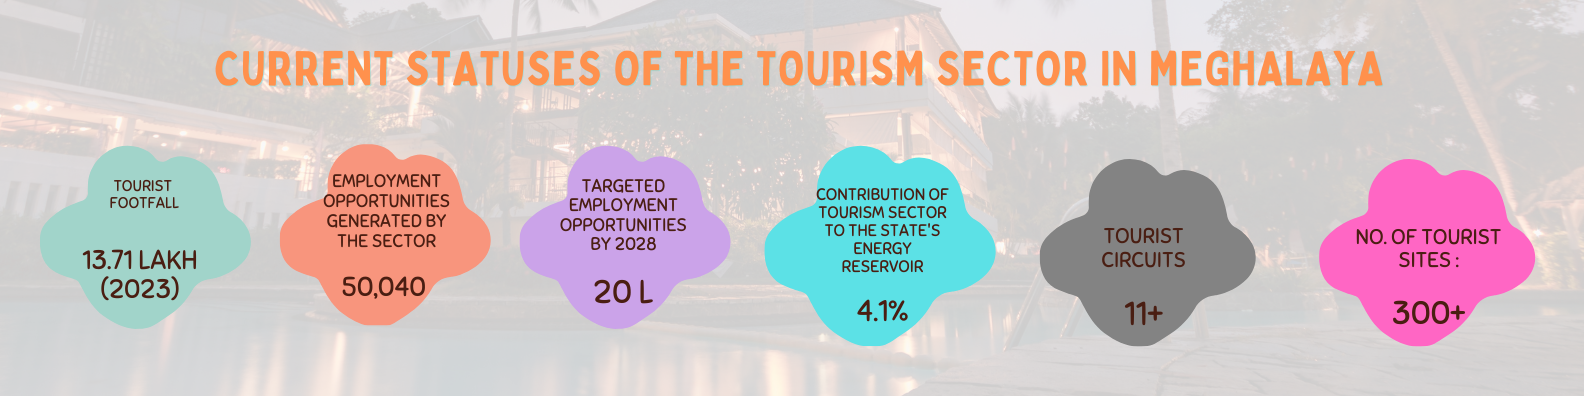 CURRENT STATUSES OF THE TOURISM SECTOR IN MEGHALAYA
TOURIST
FOOTFALL
13.71 LAKH
(2023)
EMPLOYMENT
OPPORTUNITIES
GENERATED BY
THE SECTOR
50,040
TARGETED
EMPLOYMENT
OPPORTUNITIES
BY 2028
20 L
CONTRIBUTION OF
TOURISM SECTOR
TO THE STATE'S
ENERGY
RESERVOIR
4.1%
TOURIST
CIRCUITS
11+
NO. OF TOURIST
SITES :
300+